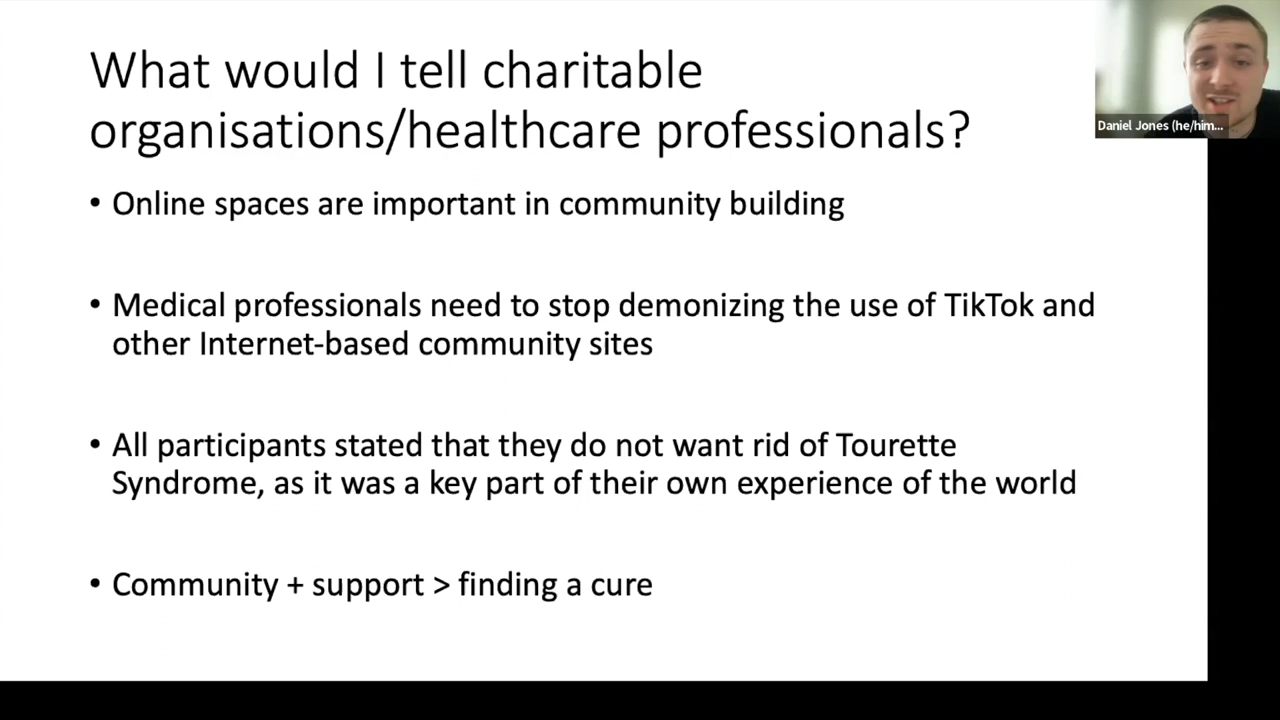 What would I tell charitable
organisations/healthcare professionals?
• Online spaces are important in community building
• Medical professionals need to stop demonizing the use of TikTok and
other Internet-based community sites
• All participants stated that they do not want rid of Tourette
Syndrome, as it was a key part of their own experience of the world
• Community + support > finding a cure
Daniel Jones (he/him...